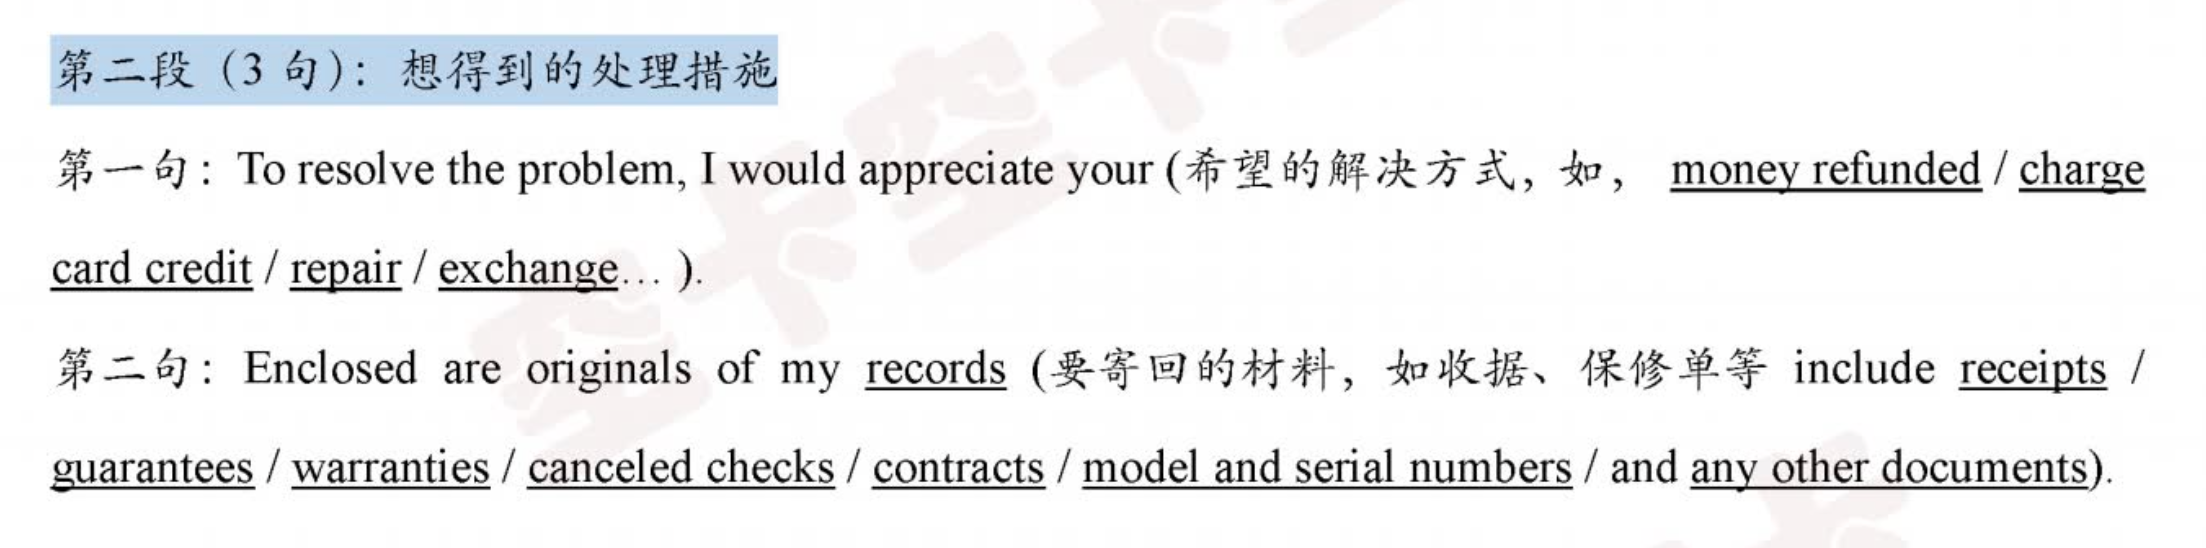 第二段（3 句）：想得到的处理措施
第一句：To resolve the problem, I would appreciate your (希望的解决方式，如， money refunded / charge
card credit / repair / exchange… ).
第二句：Enclosed are originals of my records (要寄回的材料，如收据、保修单等 include receipts /
guarantees / warranties / canceled checks / contracts / model and serial numbers / and any other documents).